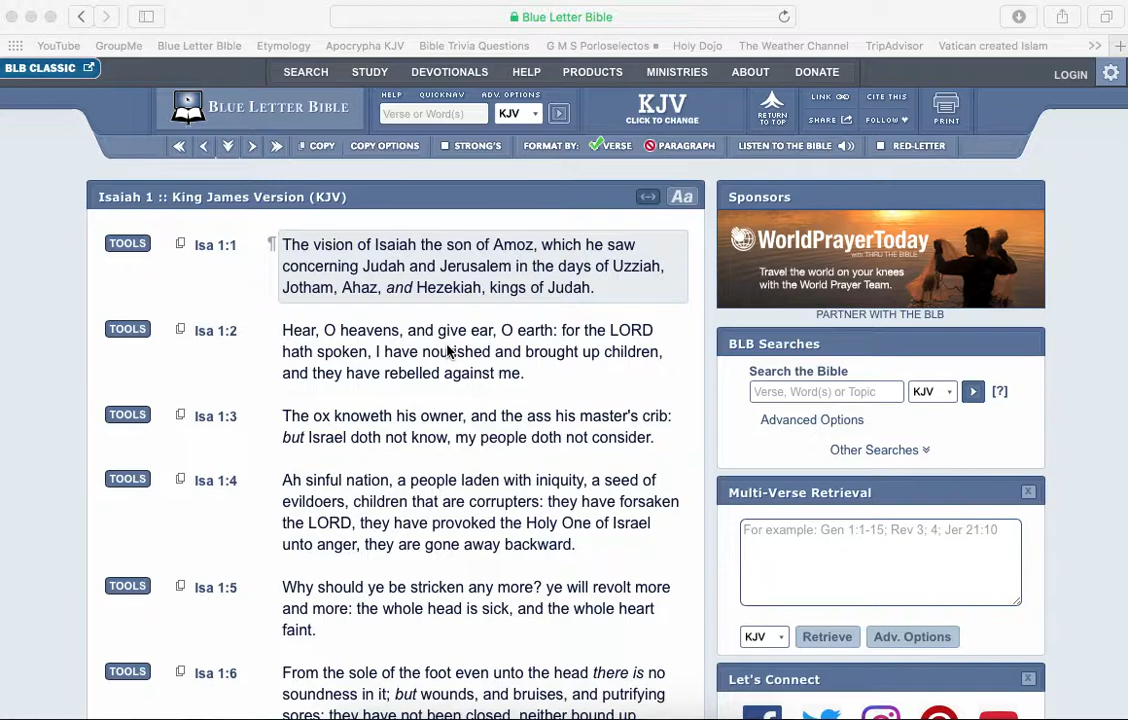 Blue Letter Bible
YouTube GroupMe Blue Letter BIble Etymology Apocrypha KJV Bible Trivia Questions G M S Porloselectos Holy Dojo The Weather Channel TripAdvisor Vatican created Islam >> +
BLB CLASSIC
SEARCH STUDY DEVOTIONALS HELP PRODUCTS MINISTRIES ABOUT DONATE LOGIN
BLUE LETTER BIBLE
HELP QUICKNAV ADV. OPTIONS
Verse or Word(s) KJV
KJV
CLICK TO CHANGE
RETURN
TO TOP
LINK CITE THIS
SHARE FOLLOW
PRINT
COPY COPY OPTIONS STRONG'S FORMAT BY: VERSE PARAGRAPH LISTEN TO THE BIBLE RED-LETTER
Isaiah 1 :: King James Version (KJV) Aa
TOOLS Isa 1:1 ¶ The vision of Isaiah the son of Amoz, which he saw
concerning Judah and Jerusalem in the days of Uzziah,
Jotham, Ahaz, and Hezekiah, kings of Judah.
TOOLS Isa 1:2 Hear, O heavens, and give ear, O earth: for the LORD
hath spoken, I have nourished and brought up children,
and they have rebelled against me.
TOOLS Isa 1:3 The ox knoweth his owner, and the ass his master's crib:
but Israel doth not know, my people doth not consider.
TOOLS Isa 1:4 Ah sinful nation, a people laden with iniquity, a seed of
evildoers, children that are corrupters: they have forsaken
the LORD, they have provoked the Holy One of Israel
unto anger, they are gone away backward.
TOOLS Isa 1:5 Why should ye be stricken any more? ye will revolt more
and more: the whole head is sick, and the whole heart
faint.
TOOLS Isa 1:6 From the sole of the foot even unto the head there is no
soundness in it; but wounds, and bruises, and putrifying
sores: they have not been closed, neither bound up,
Sponsors
WorldPrayerToday
with THRU the BIBLE
Travel the world on your knees
with the World Prayer Team.
PARTNER WITH THE BLB
BLB Searches
Search the Bible
Verse, Word(s) or Topic KJV [?]
Advanced Options
Other Searches
Multi-Verse Retrieval X
For example: Gen 1:1-15; Rev 3; 4; Jer 21:10
KJV Retrieve Adv. Options
Let's Connect X